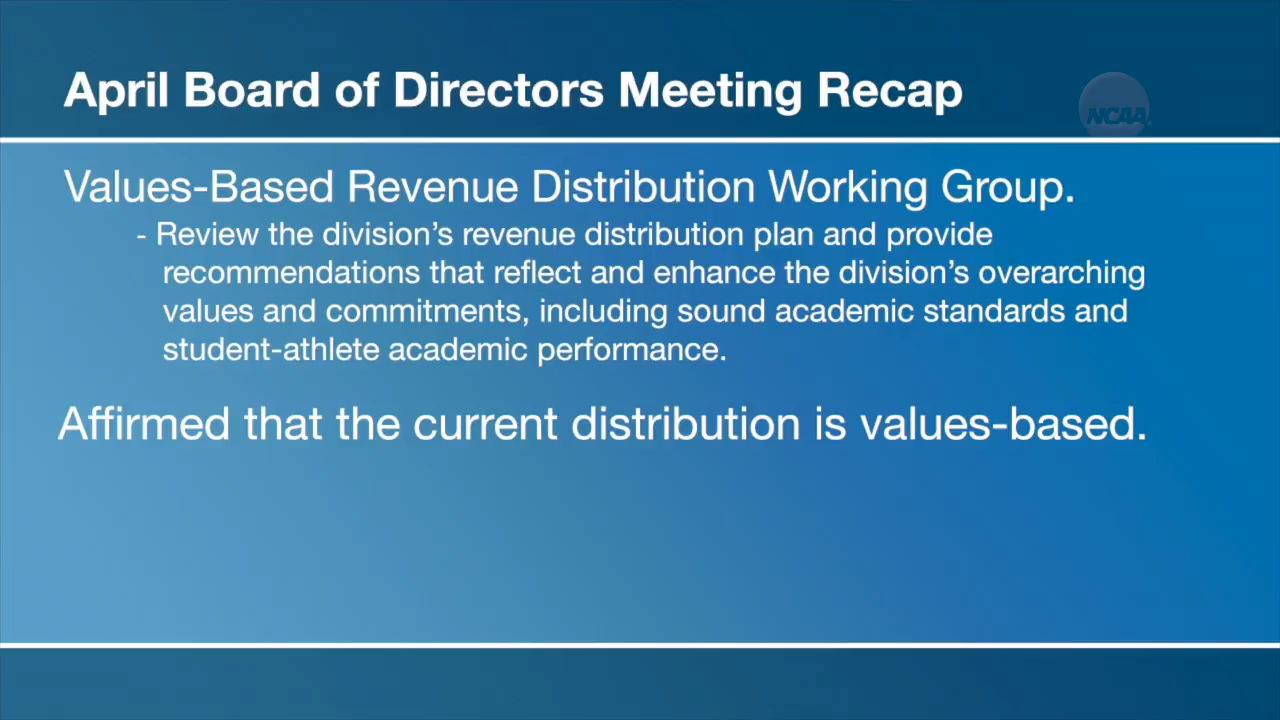 April Board of Directors Meeting Recap
NCAA
Values-Based Revenue Distribution Working Group.
- Review the division’s revenue distribution plan and provide
recommendations that reflect and enhance the division’s overarching
values and commitments, including sound academic standards and
student-athlete academic performance.
Affirmed that the current distribution is values-based.